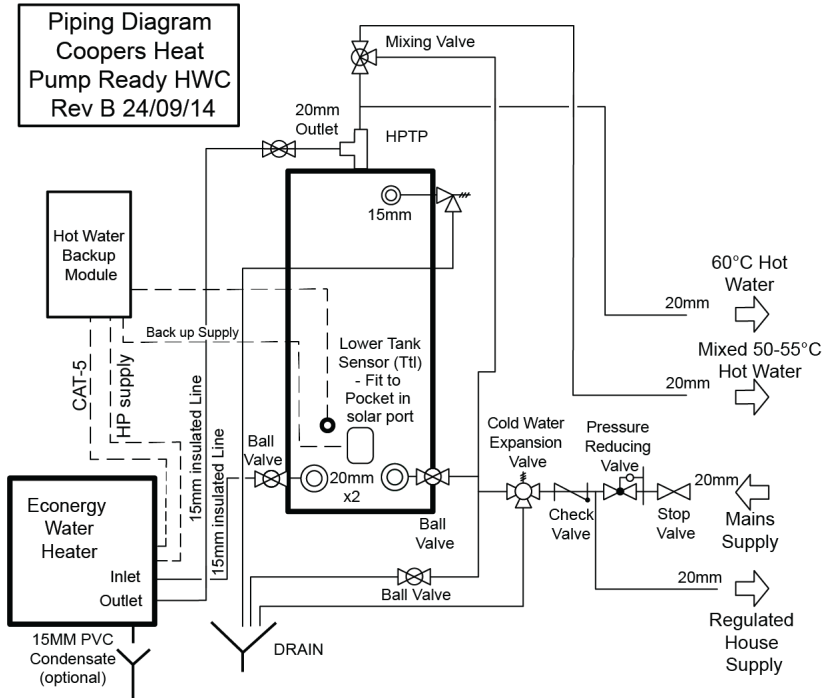 Piping Diagram
Coopers Heat
Pump Ready HWC
Rev B 24/09/14
Mixing Valve
20mm
Outlet
HPTP
15mm
Hot Water
Backup
Module
Back up Supply
CAT-5
HP supply
15mm insulated Line
15mm insulated Line
Lower Tank
Sensor (Ttl)
- Fit to
Pocket in
solar port
Ball
Valve
20mm
x2
Ball
Valve
60°C Hot
Water
20mm
Mixed 50-55°C
Hot Water
20mm
Cold Water
Expansion
Valve
Pressure
Reducing
Valve
Check
Valve
Stop
Valve
20mm
Mains
Supply
20mm
Regulated
House
Supply
Econergy
Water
Heater
Inlet
Outlet
Ball Valve
DRAIN
15MM PVC
Condensate
(optional)